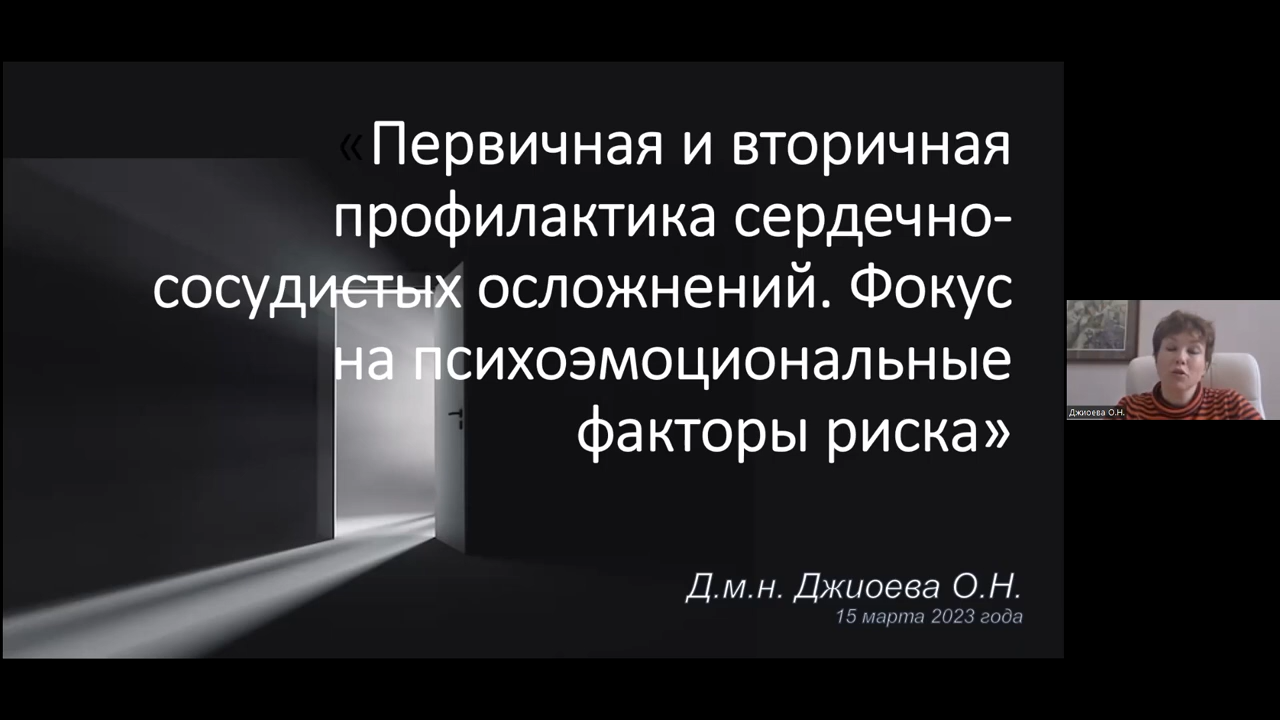 «Первичная и вторичная
профилактика сердечно-
сосудистых осложнений. Фокус
на психоэмоциональные
факторы риска»
Д.м.н. Джиоева О.Н.
15 марта 2023 года
Джиоева О.Н.